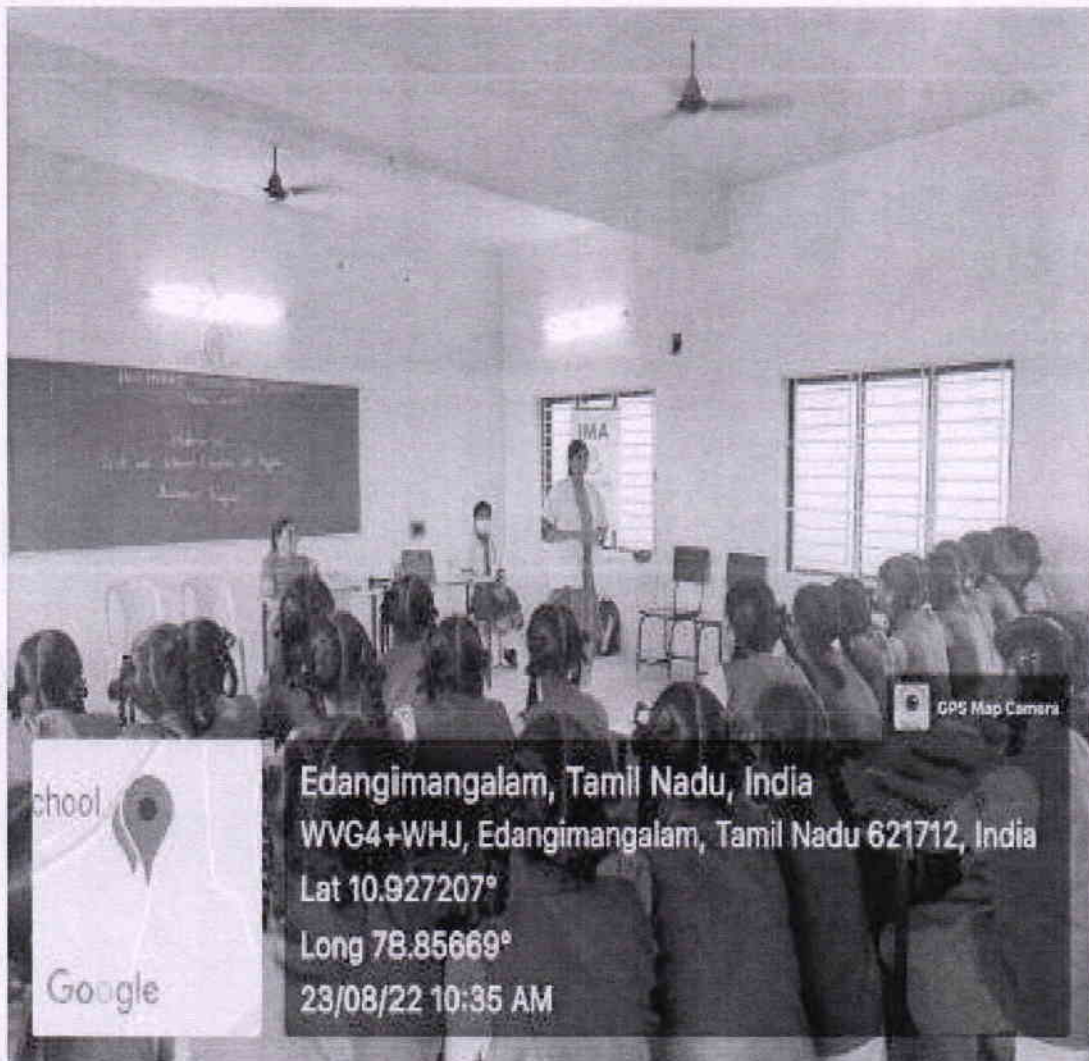 IMA
GPS Map Camera
chool
Google
Edangimangalam, Tamil Nadu, India
WVG4+WHJ, Edangimangalam, Tamil Nadu 621712, India
Lat 10.927207°
Long 78.85669°
23/08/22 10:35 AM